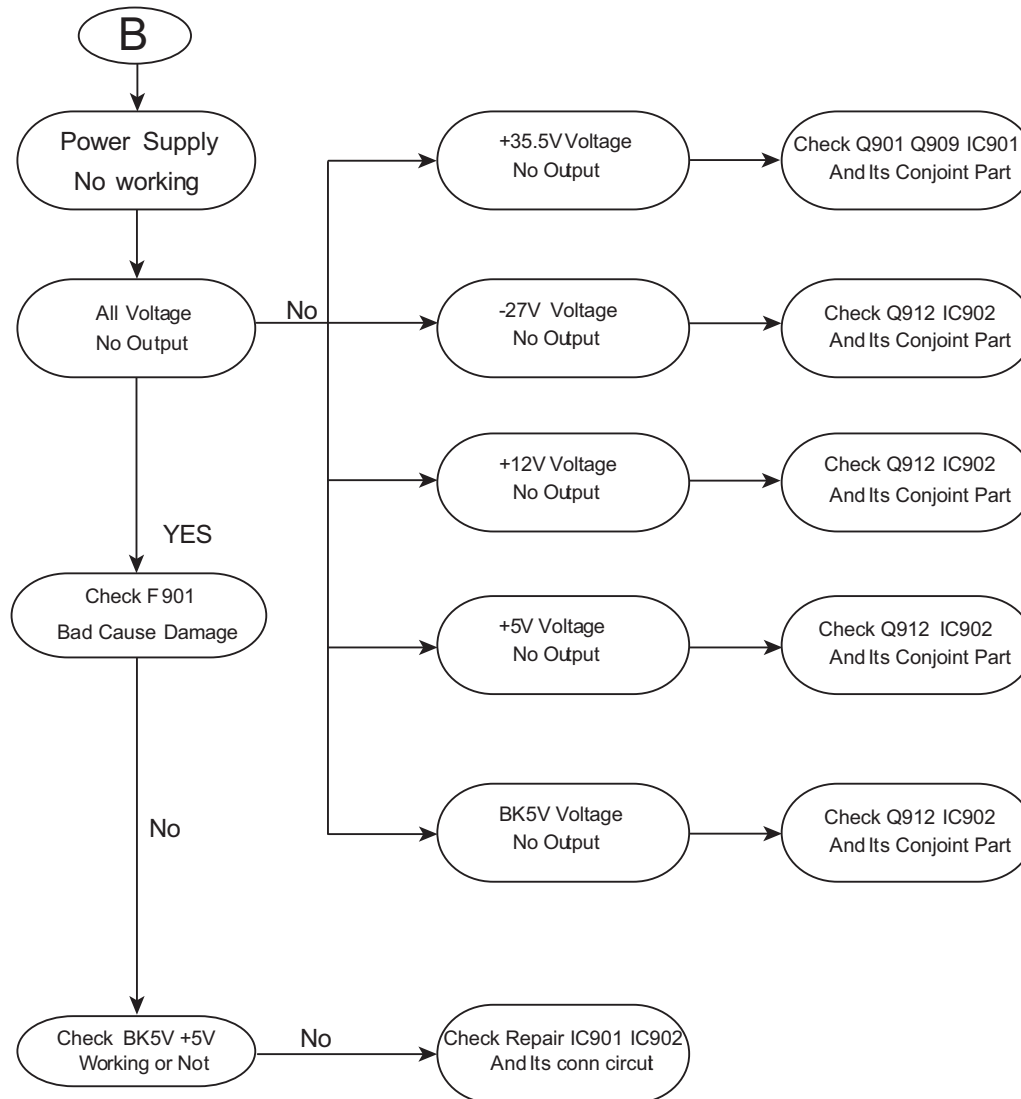 B
Power Supply
No working
All Voltage
No Output
No
YES
Check F901
Bad Cause Damage
No
Check BK5V +5V
Working or Not
No
+35.5V Voltage
No Output
Check Q901 Q909 IC901
And Its Conjoint Part
-27V Voltage
No Output
Check Q912 IC902
And Its Conjoint Part
+12V Voltage
No Output
Check Q912 IC902
And Its Conjoint Part
+5V Voltage
No Output
Check Q912 IC902
And Its Conjoint Part
BK5V Voltage
No Output
Check Q912 IC902
And Its Conjoint Part
Check Repair IC901 IC902
And Its conn circut